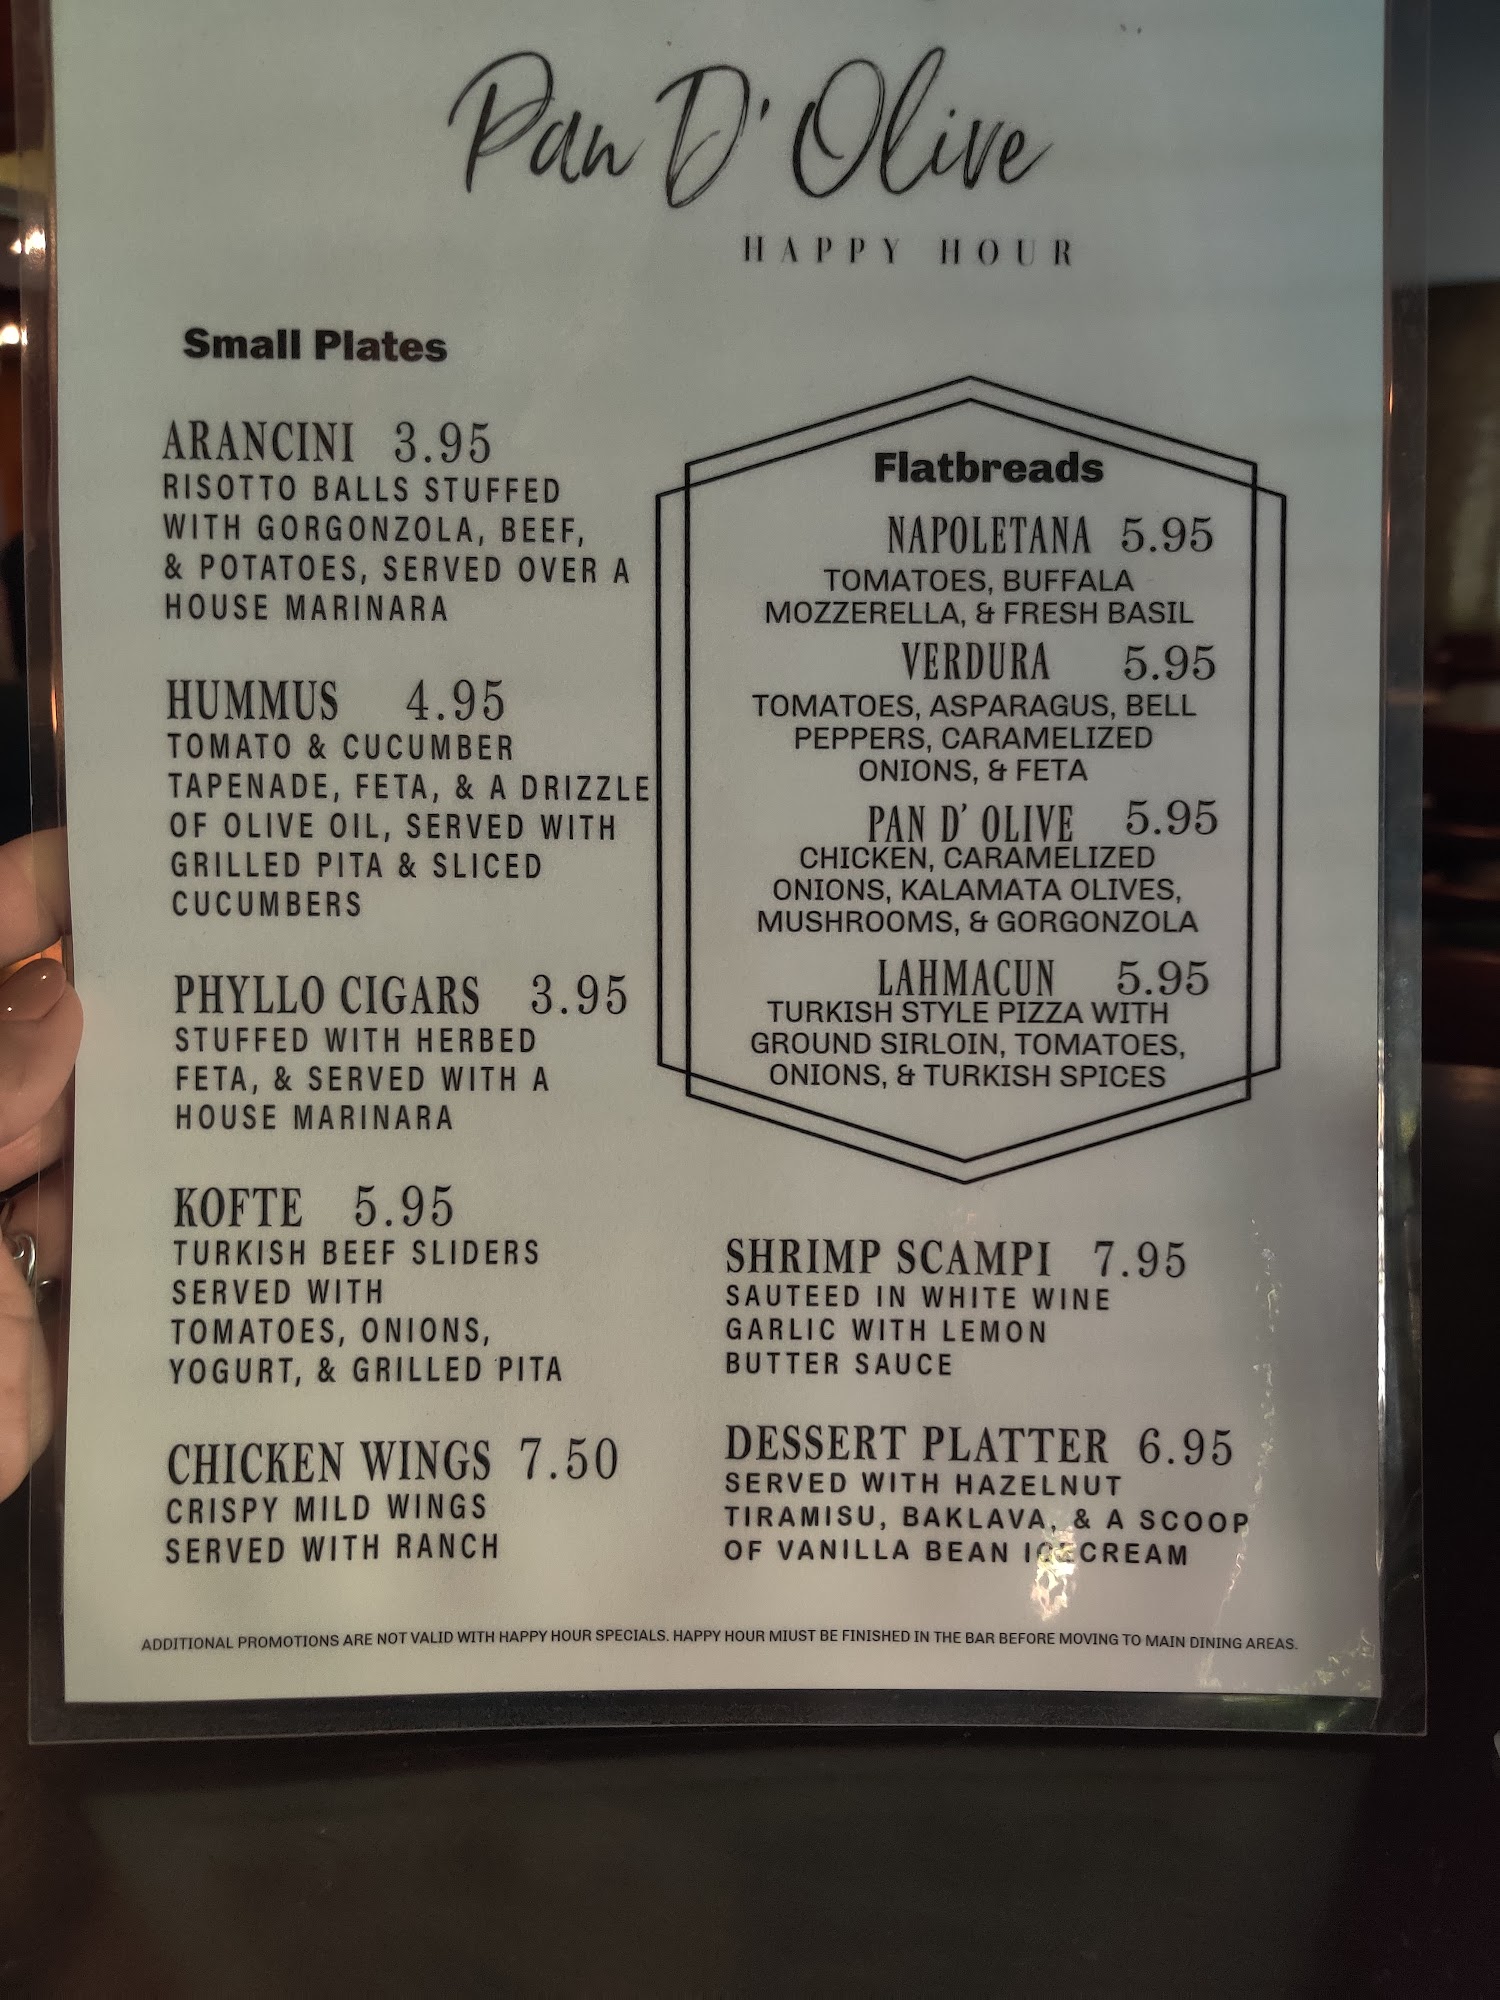 Pan D' Olive
HAPPY HOUR
Small Plates
ARANCINI 3.95
RISOTTO BALLS STUFFED
WITH GORGONZOLA, BEEF,
& POTATOES, SERVED OVER A
HOUSE MARINARA
HUMMUS 4.95
TOMATO & CUCUMBER
TAPENADE, FETA, & A DRIZZLE
OF OLIVE OIL, SERVED WITH
GRILLED PITA & SLICED
CUCUMBERS
PHYLLO CIGARS 3.95
STUFFED WITH HERBED
FETA, & SERVED WITH A
HOUSE MARINARA
KOFTE 5.95
TURKISH BEEF SLIDERS
SERVED WITH
TOMATOES, ONIONS,
YOGURT, & GRILLED PITA
CHICKEN WINGS 7.50
CRISPY MILD WINGS
SERVED WITH RANCH
Flatbreads
NAPOLETANA 5.95
TOMATOES, BUFFALA
MOZZERELLA, & FRESH BASIL
VERDURA 5.95
TOMATOES, ASPARAGUS, BELL
PEPPERS, CARAMELIZED
ONIONS, & FETA
PAN D' OLIVE 5.95
CHICKEN, CARAMELIZED
ONIONS, KALAMATA OLIVES,
MUSHROOMS, & GORGONZOLA
LAHMACUN 5.95
TURKISH STYLE PIZZA WITH
GROUND SIRLOIN, TOMATOES,
ONIONS, & TURKISH SPICES
SHRIMP SCAMPI 7.95
SAUTEED IN WHITE WINE
GARLIC WITH LEMON
BUTTER SAUCE
DESSERT PLATTER 6.95
SERVED WITH HAZELNUT
TIRAMISU, BAKLAVA, & A SCOOP
OF VANILLA BEAN ICECREAM
ADDITIONAL PROMOTIONS ARE NOT VALID WITH HAPPY HOUR SPECIALS. HAPPY HOUR MIUST BE FINISHED IN THE BAR BEFORE MOVING TO MAIN DINING AREAS.